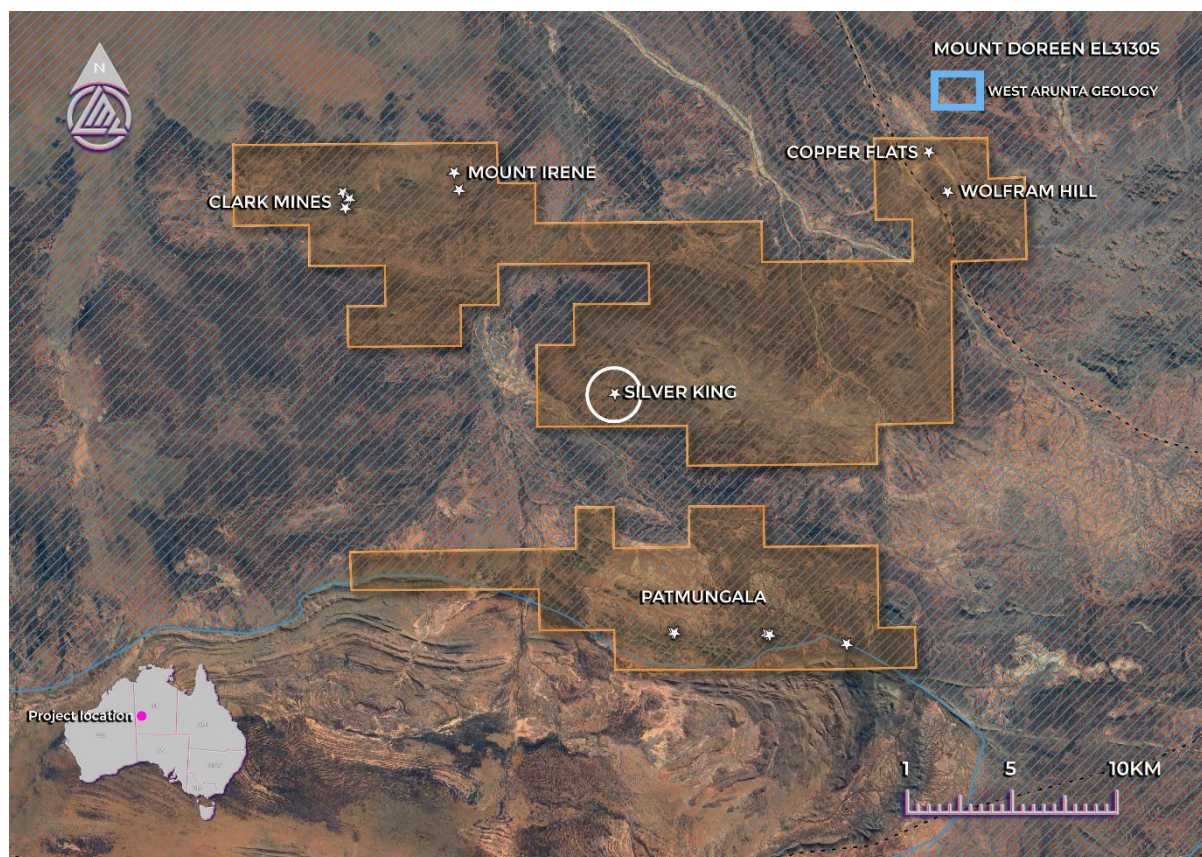 N
MOUNT DOREEN EL31305
WEST ARUNTA GEOLOGY
COPPER FLATS
MOUNT IRENE
WOLFRAM HILL
CLARK MINES
SILVER KING
PATMUNGALA
Project location
1 5 10KM